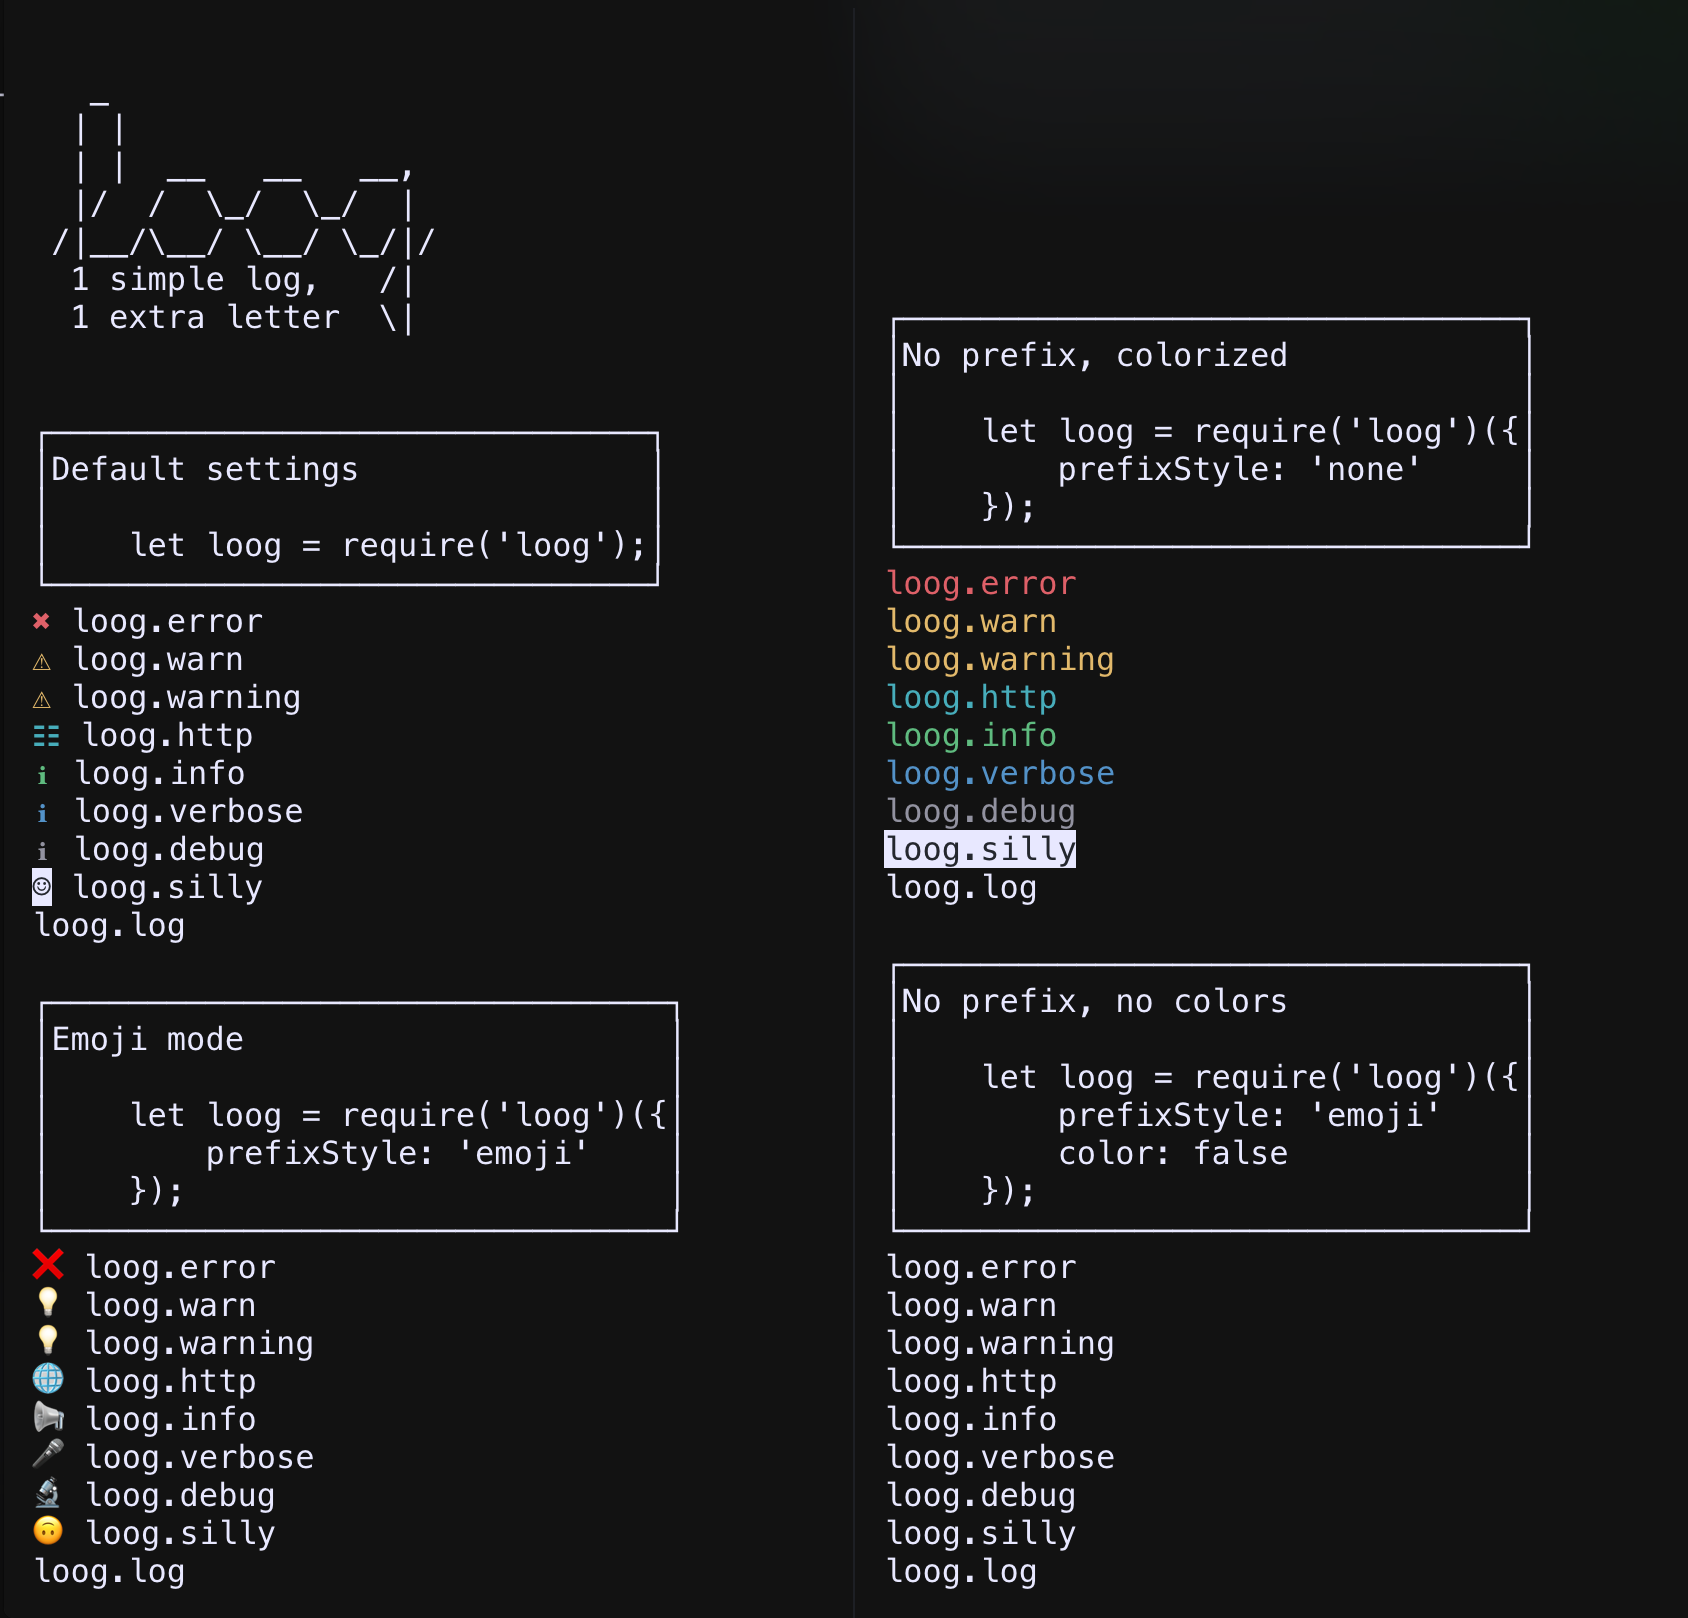 1 simple log,
1 extra letter
Default settings
let loog = require('loog');
✖ loog.error
⚠ loog.warn
⚠ loog.warning
☷ loog.http
ℹ loog.info
ℹ loog.verbose
ℹ loog.debug
☺ loog.silly
loog.log
Emoji mode
let loog = require('loog')({
prefixStyle: 'emoji'
});
❌ loog.error
💡 loog.warn
💡 loog.warning
🌐 loog.http
📢 loog.info
🎤 loog.verbose
🔬 loog.debug
🙃 loog.silly
loog.log
No prefix, colorized
let loog = require('loog')({
prefixStyle: 'none'
});
loog.error
loog.warn
loog.warning
loog.http
loog.info
loog.verbose
loog.debug
loog.silly
loog.log
No prefix, no colors
let loog = require('loog')({
prefixStyle: 'emoji'
color: false
});
loog.error
loog.warn
loog.warning
loog.http
loog.info
loog.verbose
loog.debug
loog.silly
loog.log